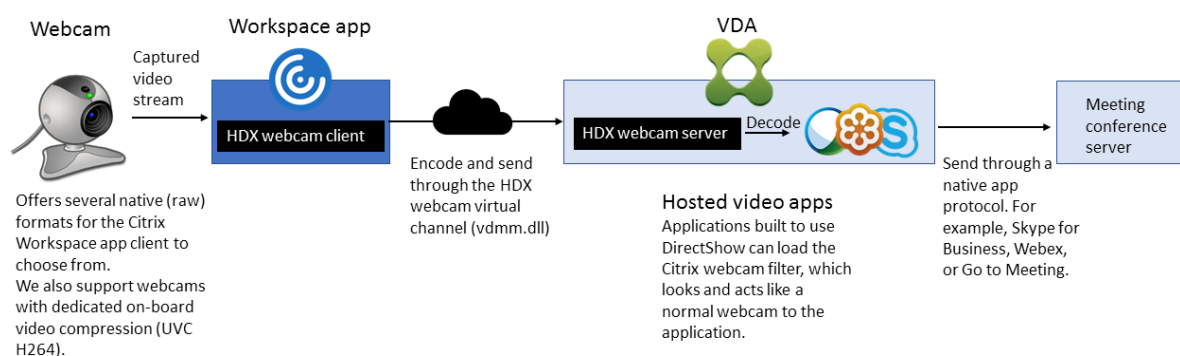 Webcam
Captured
video
stream
Workspace app
HDX webcam client
Encode and send
through the HDX
webcam virtual
channel (vdmm.dll)
VDA
HDX webcam server
Decode
S
Meeting
conference
server
Offers several native (raw)
formats for the Citrix
Workspace app client to
choose from.
We also support webcams
with dedicated on-board
video compression (UVC
H264).
Hosted video apps
Applications built to use
DirectShow can load the
Citrix webcam filter, which
looks and acts like a
normal webcam to the
application.
Send through a
native app
protocol. For
example, Skype for
Business, Webex,
or Go to Meeting.